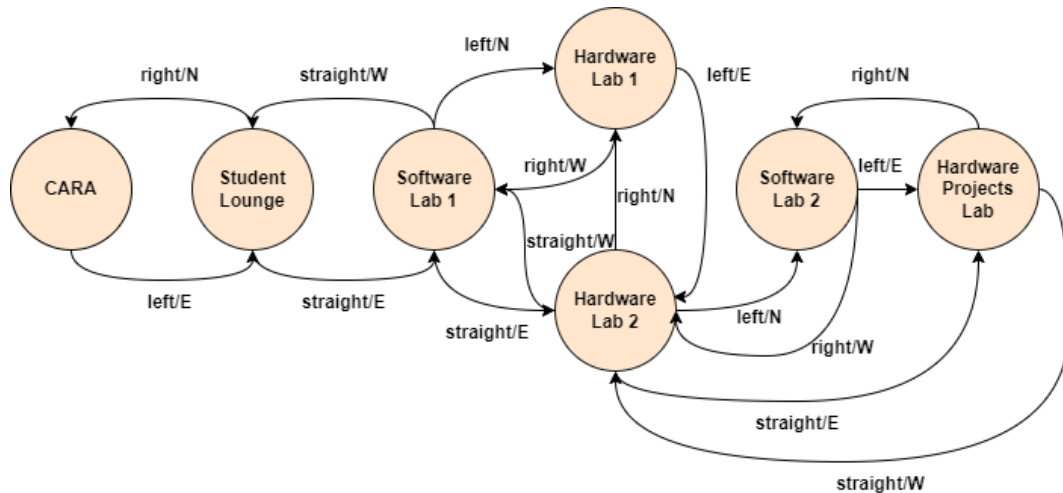 left/N
Hardware
Lab 1
right/N
straight/W
left/E
right/N
CARA
Student
Lounge
Software
Lab 1
right/W
right/N
Software
Lab 2
left/E
Hardware
Projects
Lab
straight/W
left/E
straight/E
straight/E
Hardware
Lab 2
left/N
right/W
straight/E
straight/W